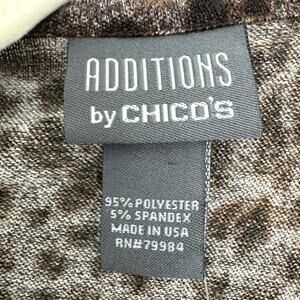 ADDITIONS
by CHICO'S
95% POLYESTER
5% SPANDEX
MADE IN USA
RN#79984